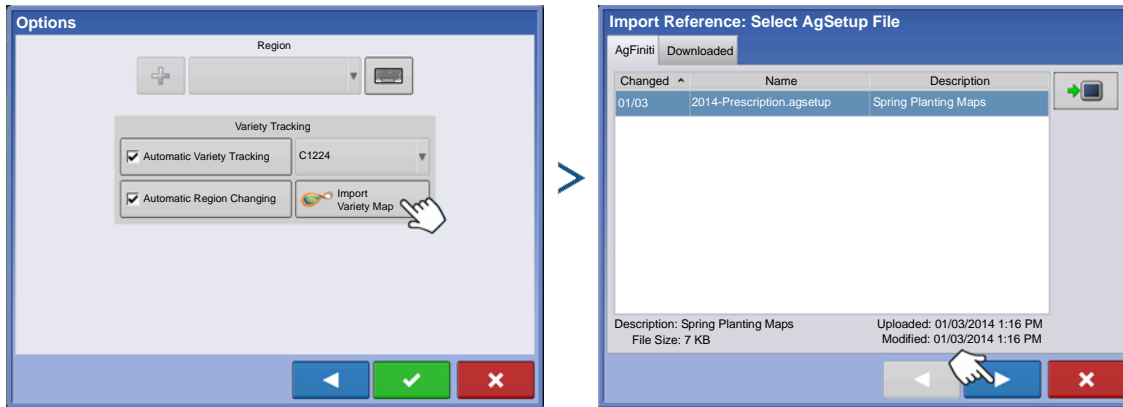 Options
Region
Variety Tracking
Automatic Variety Tracking
C1224
Automatic Region Changing
Import
Variety Map
Import Reference: Select AgSetup File
AgFiniti
Downloaded
Changed
Name
Description
01/03
2014-Prescription.agsetup
Spring Planting Maps
Description: Spring Planting Maps
Uploaded: 01/03/2014 1:16 PM
File Size: 7 KB
Modified: 01/03/2014 1:16 PM